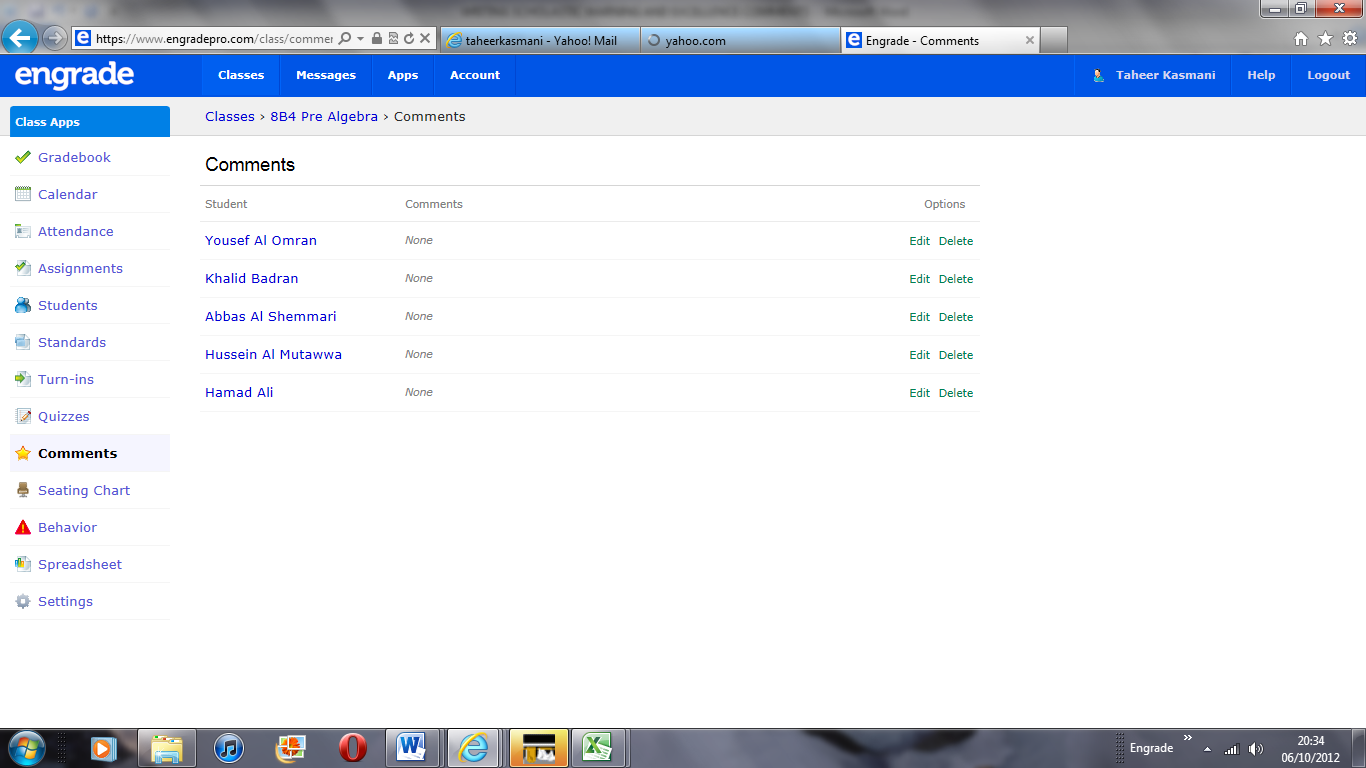 https://www.engradepro.com/class/commer
taheerkasmani - Yahoo! Mail
yahoo.com
Engrade - Comments
engrade
Classes Messages Apps Account
Taheer Kasmani Help Logout
Class Apps
Classes › 8B4 Pre Algebra › Comments
Gradebook
Calendar
Attendance
Assignments
Students
Standards
Turn-ins
Quizzes
Comments
Seating Chart
Behavior
Spreadsheet
Settings
Comments
Student Comments Options
Yousef Al Omran None Edit Delete
Khalid Badran None Edit Delete
Abbas Al Shemmari None Edit Delete
Hussein Al Mutawwa None Edit Delete
Hamad Ali None Edit Delete
Engrade
20:34
06/10/2012